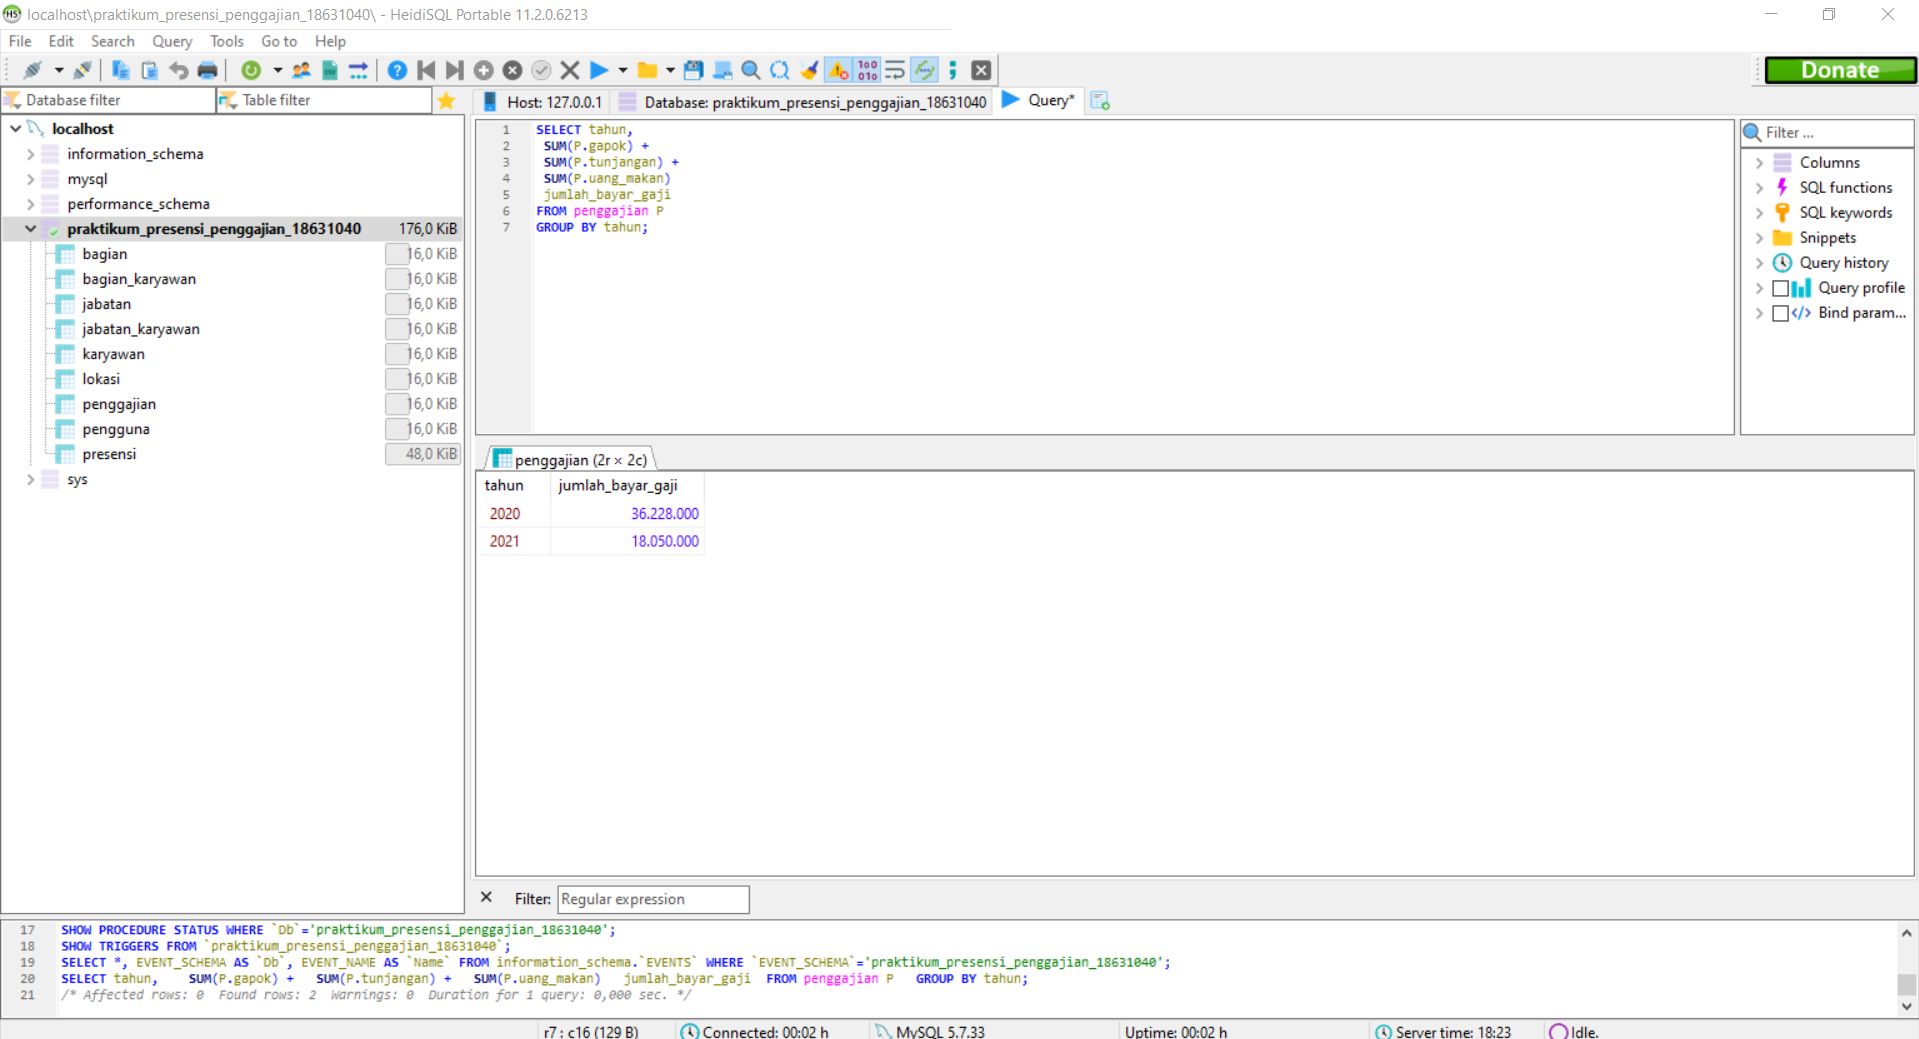 localhost\praktikum_presensi_penggajian_18631040\ - HeidiSQL Portable 11.2.0.6213
File Edit Search Query Tools Go to Help
Donate
Database filter Table filter
Host: 127.0.0.1 Database: praktikum_presensi_penggajian_18631040 Query*
localhost
information_schema
mysql
performance_schema
praktikum_presensi_penggajian_18631040 176,0 KiB
bagian 16,0 KiB
bagian_karyawan 16,0 KiB
jabatan 16,0 KiB
jabatan_karyawan 16,0 KiB
karyawan 16,0 KiB
lokasi 16,0 KiB
penggajian 16,0 KiB
pengguna 16,0 KiB
presensi 48,0 KiB
sys
1 SELECT tahun,
2 SUM(P.gapok) +
3 SUM(P.tunjangan) +
4 SUM(P.uang_makan)
5 jumlah_bayar_gaji
6 FROM penggajian P
7 GROUP BY tahun;
Filter ...
Columns
SQL functions
SQL keywords
Snippets
Query history
Query profile
Bind param...
penggajian (2r × 2c)
tahun jumlah_bayar_gaji
2020 36.228.000
2021 18.050.000
Filter: Regular expression
17 SHOW PROCEDURE STATUS WHERE `Db`='praktikum_presensi_penggajian_18631040';
18 SHOW TRIGGERS FROM `praktikum_presensi_penggajian_18631040`;
19 SELECT *, EVENT_SCHEMA AS `Db`, EVENT_NAME AS `Name` FROM information_schema.`EVENTS` WHERE `EVENT_SCHEMA`='praktikum_presensi_penggajian_18631040';
20 SELECT tahun, SUM(P.gapok) + SUM(P.tunjangan) + SUM(P.uang_makan) jumlah_bayar_gaji FROM penggajian P GROUP BY tahun;
21 /* Affected rows: 0 Found rows: 2 Warnings: 0 Duration for 1 query: 0,000 sec. */
r7 : c16 (129 B) Connected: 00:02 h MySQL 5.7.33 Uptime: 00:02 h Server time: 18:23 Idle.